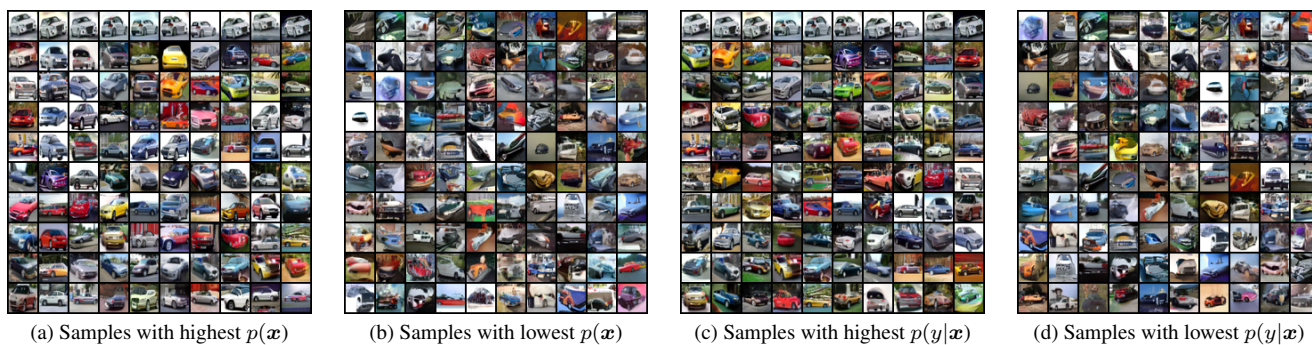 (a) Samples with highest p(x)
(b) Samples with lowest p(x)
(c) Samples with highest p(y|x)
(d) Samples with lowest p(y|x)